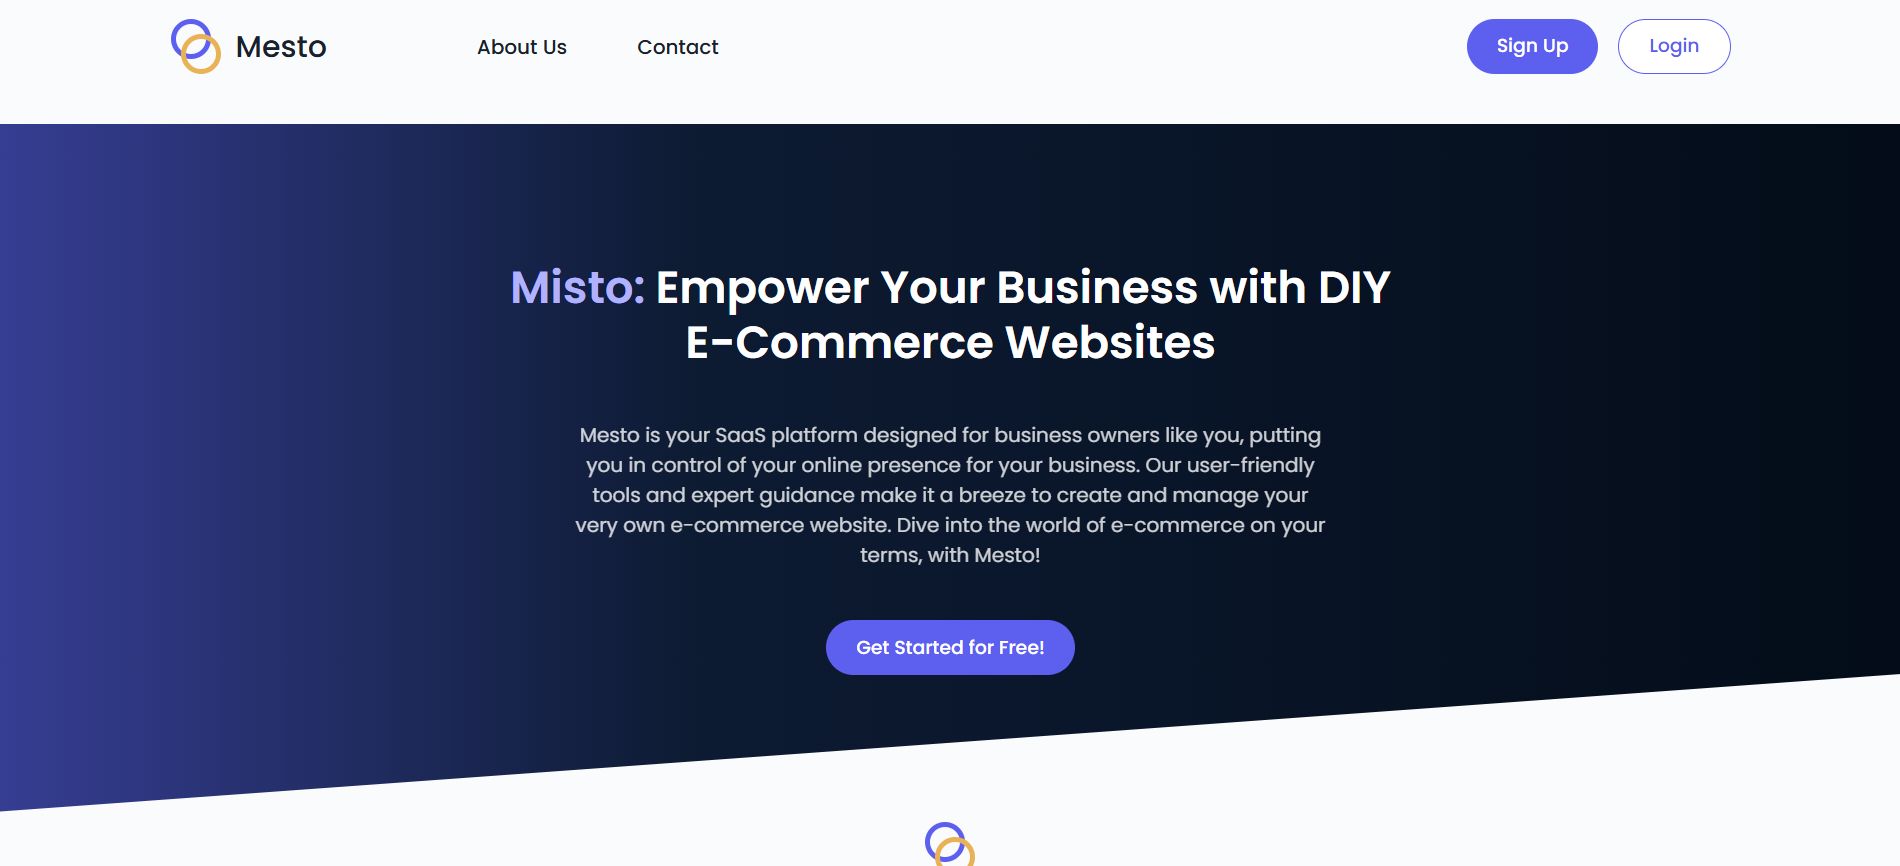 Mesto
About Us
Contact
Sign Up
Login
Misto: Empower Your Business with DIY
E-Commerce Websites
Mesto is your SaaS platform designed for business owners like you, putting
you in control of your online presence for your business. Our user-friendly
tools and expert guidance make it a breeze to create and manage your
very own e-commerce website. Dive into the world of e-commerce on your
terms, with Mesto!
Get Started for Free!